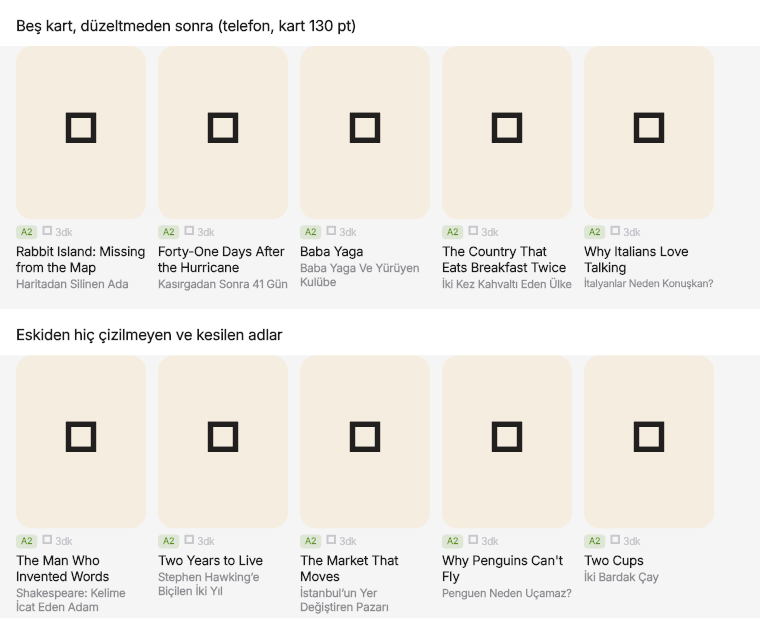 Beş kart, düzeltmeden sonra (telefon, kart 130 pt)
A2 3dk
Rabbit Island: Missing
from the Map
Haritadan Silinen Ada
A2 3dk
Forty-One Days After
the Hurricane
Kasırgadan Sonra 41 Gün
A2 3dk
Baba Yaga
Baba Yaga Ve Yürüyen
Kulübe
A2 3dk
The Country That
Eats Breakfast Twice
İki Kez Kahvaltı Eden Ülke
A2 3dk
Why Italians Love
Talking
İtalyanlar Neden Konuşkan?
Eskiden hiç çizilmeyen ve kesilen adlar
A2 3dk
The Man Who
Invented Words
Shakespeare: Kelime
İcat Eden Adam
A2 3dk
Two Years to Live
Stephen Hawking’e
Biçilen İki Yıl
A2 3dk
The Market That
Moves
İstanbul’un Yer
Değiştiren Pazarı
A2 3dk
Why Penguins Can't
Fly
Penguen Neden Uçamaz?
A2 3dk
Two Cups
İki Bardak Çay